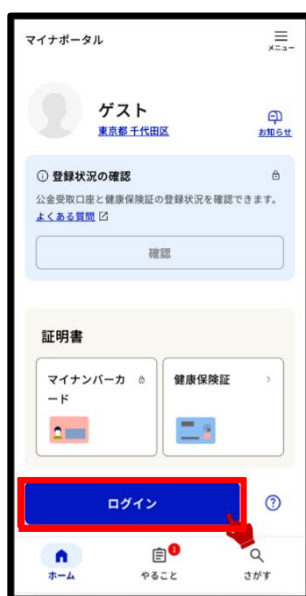 マイナポータル
メニュー
ゲスト
東京都 千代田区
お知らせ
登録状況の確認
公金受取口座と健康保険証の登録状況を確認できます。
よくある質問
確認
証明書
マイナンバーカ
ード
健康保険証
ログイン
?
1
ホーム
やること
さがす